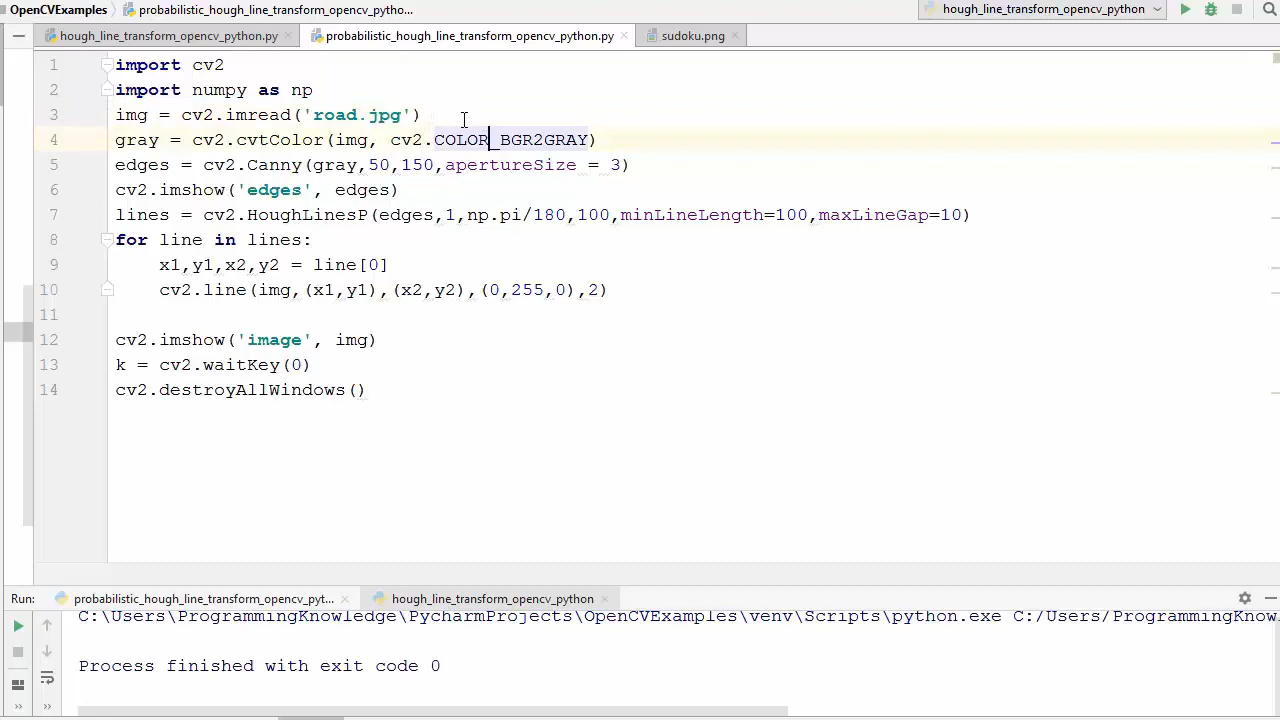 OpenCVExamples probabilistic_hough_line_transform_opencv_pytho... hough_line_transform_opencv_python
hough_line_transform_opencv_python.py probabilistic_hough_line_transform_opencv_python.py sudoku.png
1 import cv2
2 import numpy as np
3 img = cv2.imread('road.jpg')
4 gray = cv2.cvtColor(img, cv2.COLOR_BGR2GRAY)
5 edges = cv2.Canny(gray,50,150,apertureSize = 3)
6 cv2.imshow('edges', edges)
7 lines = cv2.HoughLinesP(edges,1,np.pi/180,100,minLineLength=100,maxLineGap=10)
8 for line in lines:
9 x1,y1,x2,y2 = line[0]
10 cv2.line(img,(x1,y1),(x2,y2),(0,255,0),2)
11
12 cv2.imshow('image', img)
13 k = cv2.waitKey(0)
14 cv2.destroyAllWindows()
Run: probabilistic_hough_line_transform_opencv_pyt... hough_line_transform_opencv_python
C:\Users\ProgrammingKnowledge\PycharmProjects\OpenCVExamples\venv\Scripts\python.exe C:/Users/ProgrammingKnowl
Process finished with exit code 0